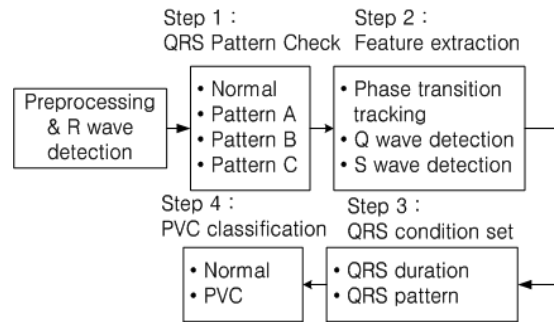 Preprocessing
& R wave
detection
Step 1 :
QRS Pattern Check
• Normal
• Pattern A
• Pattern B
• Pattern C
Step 2 :
Feature extraction
• Phase transition
tracking
• Q wave detection
• S wave detection
Step 3 :
QRS condition set
• QRS duration
• QRS pattern
Step 4 :
PVC classification
• Normal
• PVC